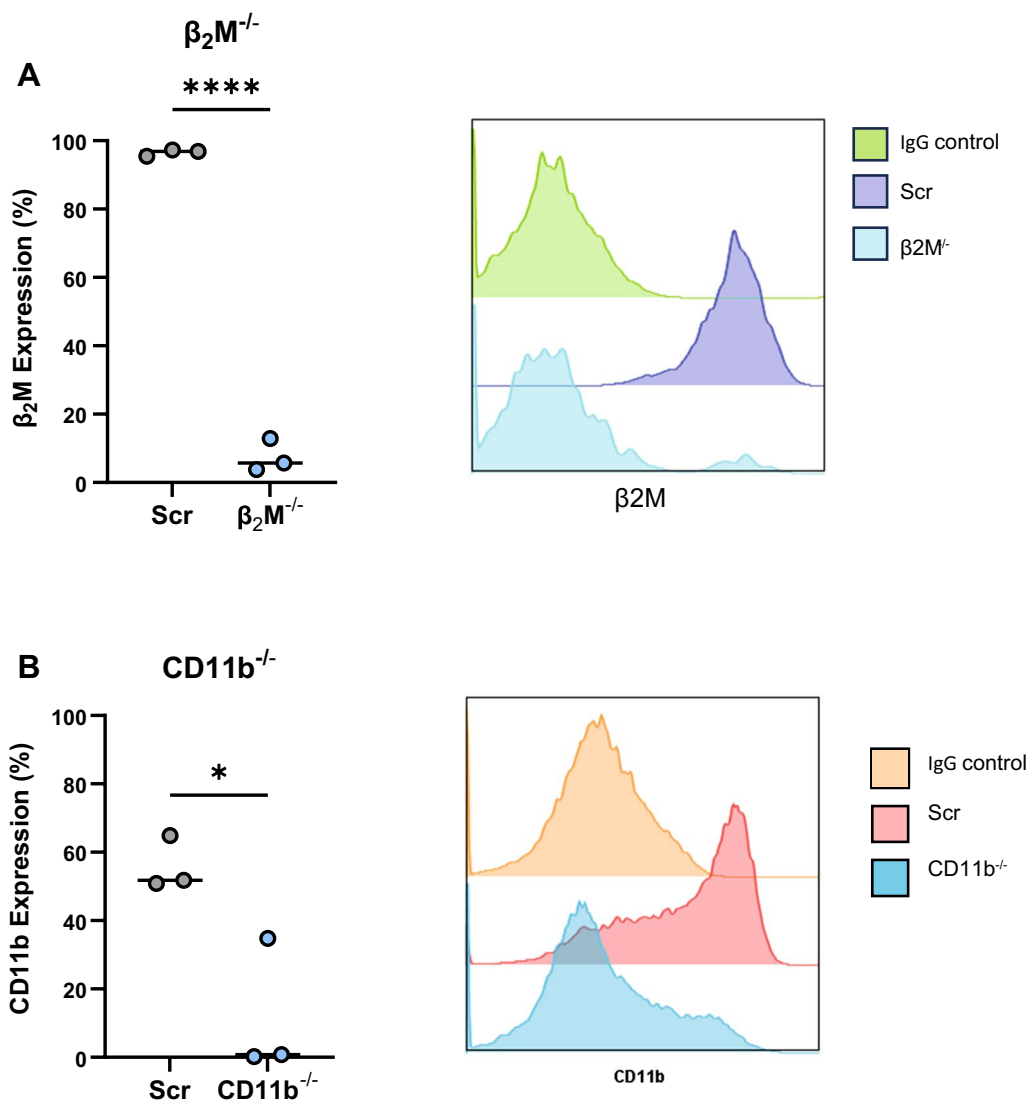 β₂M⁻/⁻
A
****
100
80
60
40
20
0
β₂M Expression (%)
Scr β₂M⁻/⁻
IgG control
Scr
β2M/⁻
β2M
B
CD11b⁻/⁻
*
100
80
60
40
20
0
CD11b Expression (%)
Scr CD11b⁻/⁻
IgG control
Scr
CD11b⁻/⁻
CD11b